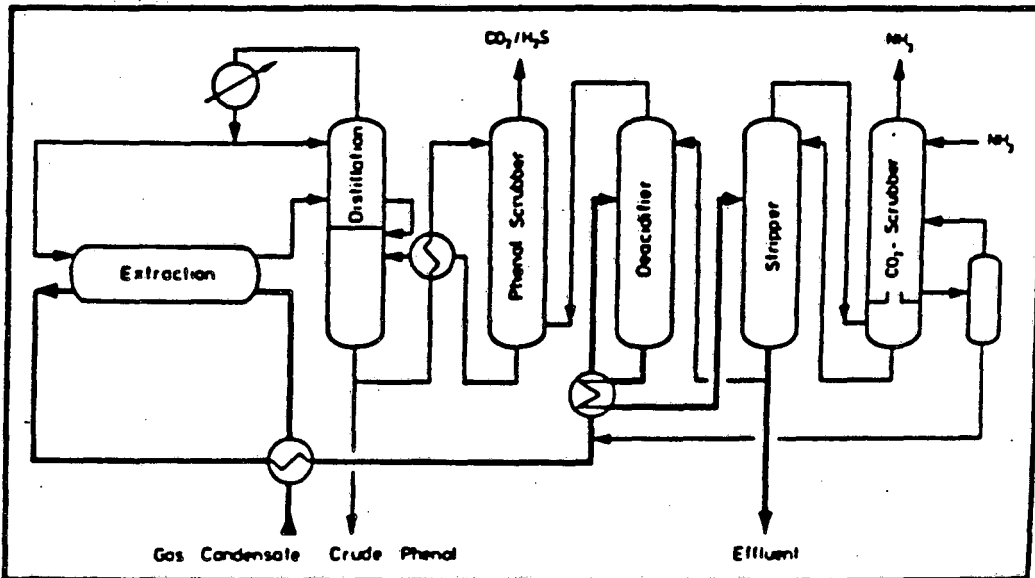 CO₂/H₂S
NH₃
NH₃
Distillation
Phenol Scrubber
Deacidifier
Stripper
CO₂-Scrubber
Extraction
Gas Condensate
Crude Phenol
Effluent